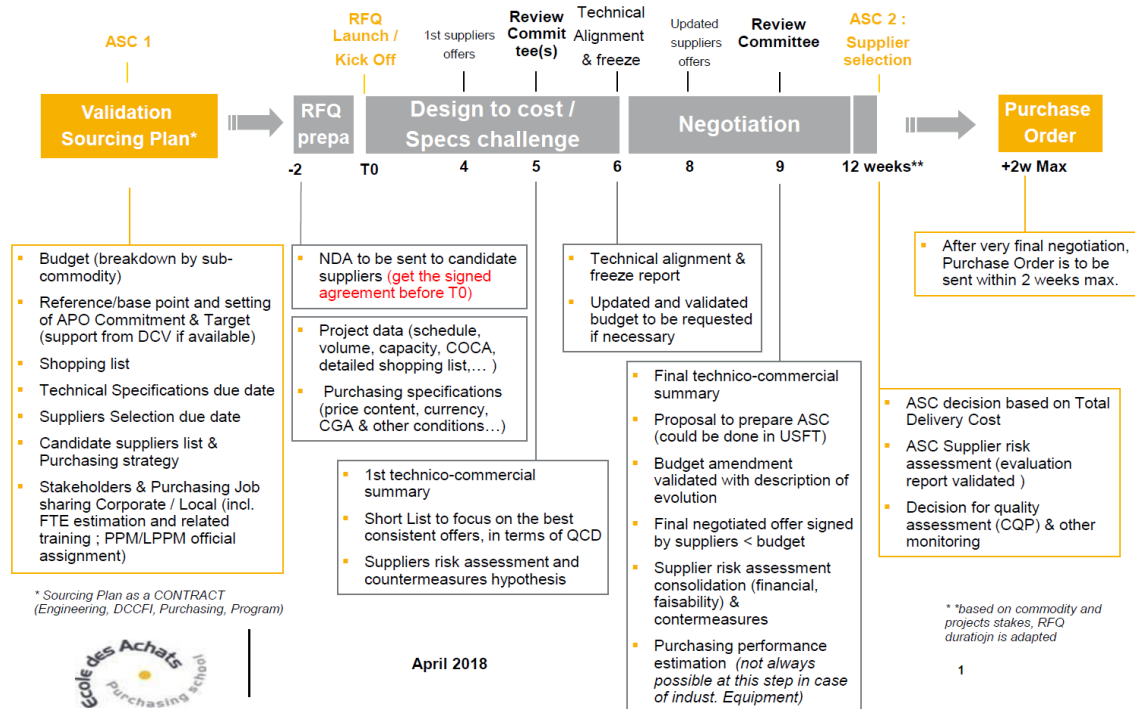 ASC 1
RFQ
Launch /
Kick Off
1st suppliers
offers
Review
Commit
tee(s)
Technical
Alignment
& freeze
Updated
suppliers
offers
Review
Committee
ASC 2 :
Supplier
selection
Validation
Sourcing Plan*
RFQ
prepa
Design to cost /
Specs challenge
Negotiation
Purchase
Order
-2
T0
4
5
6
8
9
12 weeks**
+2w Max
▪ Budget (breakdown by sub-
commodity)
▪ Reference/base point and setting
of APO Commitment & Target
(support from DCV if available)
▪ Shopping list
▪ Technical Specifications due date
▪ Suppliers Selection due date
▪ Candidate suppliers list &
Purchasing strategy
▪ Stakeholders & Purchasing Job
sharing Corporate / Local (incl.
FTE estimation and related
training ; PPM/LPPM official
assignment)
* Sourcing Plan as a CONTRACT
(Engineering, DCCFI, Purchasing, Program)
▪ NDA to be sent to candidate
suppliers (get the signed
agreement before T0)
▪ Project data (schedule,
volume, capacity, COCA,
detailed shopping list,... )
▪ Purchasing specifications
(price content, currency,
CGA & other conditions...)
▪ 1st technico-commercial
summary
▪ Short List to focus on the best
consistent offers, in terms of QCD
▪ Suppliers risk assessment and
countermeasures hypothesis
▪ Technical alignment &
freeze report
▪ Updated and validated
budget to be requested
if necessary
▪ Final technico-commercial
summary
▪ Proposal to prepare ASC
(could be done in USFT)
▪ Budget amendment
validated with description of
evolution
▪ Final negotiated offer signed
by suppliers < budget
▪ Supplier risk assessment
consolidation (financial,
faisability) &
contermeasures
▪ Purchasing performance
estimation (not always
possible at this step in case
of indust. Equipment)
▪ After very final negotiation,
Purchase Order is to be
sent within 2 weeks max.
▪ ASC decision based on Total
Delivery Cost
▪ ASC Supplier risk
assessment (evaluation
report validated )
▪ Decision for quality
assessment (CQP) & other
monitoring
* *based on commodity and
projects stakes, RFQ
duratiojn is adapted
Ecole des Achats
Purchasing school
April 2018
1